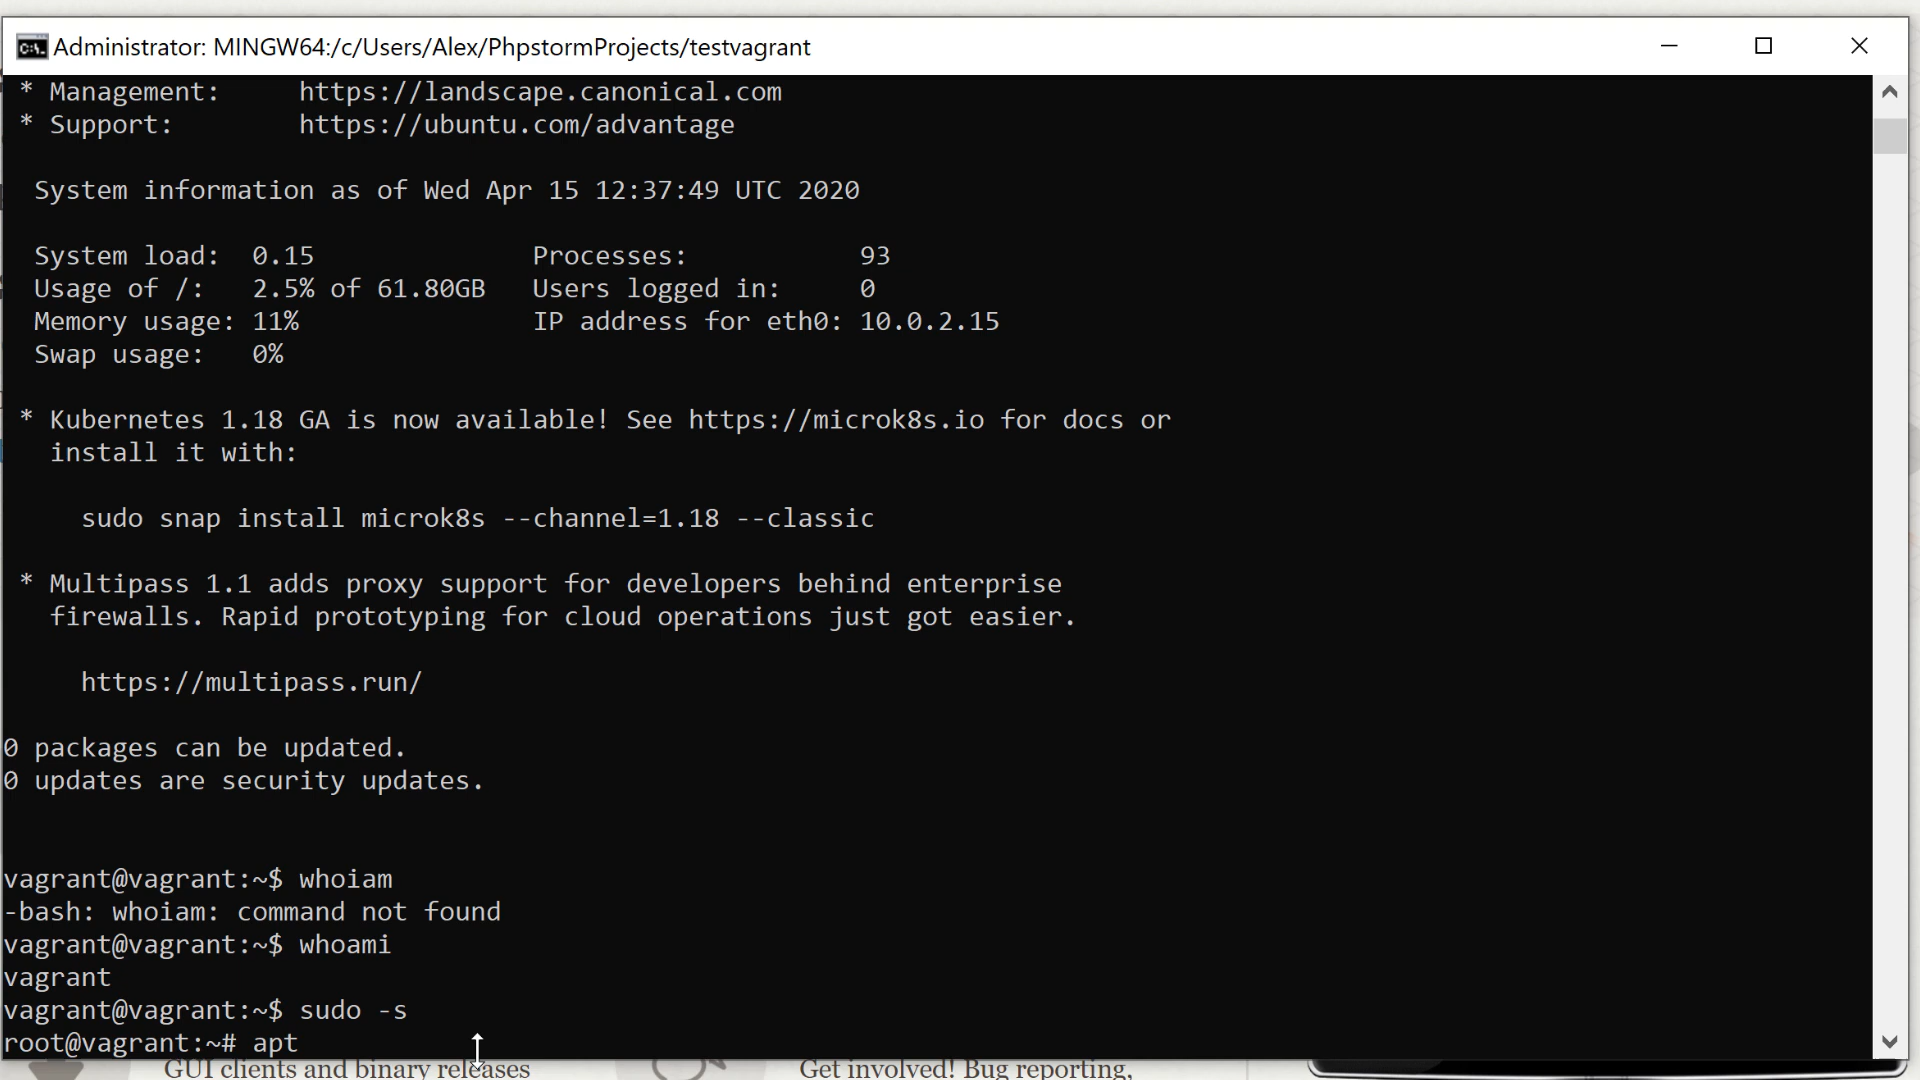 Administrator: MINGW64:/c/Users/Alex/PhpstormProjects/testvagrant
* Management:     https://landscape.canonical.com
* Support:        https://ubuntu.com/advantage
System information as of Wed Apr 15 12:37:49 UTC 2020
System load:  0.15              Processes:           93
Usage of /:   2.5% of 61.80GB   Users logged in:     0
Memory usage: 11%               IP address for eth0: 10.0.2.15
Swap usage:   0%
* Kubernetes 1.18 GA is now available! See https://microk8s.io for docs or
install it with:
sudo snap install microk8s --channel=1.18 --classic
* Multipass 1.1 adds proxy support for developers behind enterprise
firewalls. Rapid prototyping for cloud operations just got easier.
https://multipass.run/
0 packages can be updated.
0 updates are security updates.
vagrant@vagrant:~$ whoiam
-bash: whoiam: command not found
vagrant@vagrant:~$ whoami
vagrant
vagrant@vagrant:~$ sudo -s
root@vagrant:~# apt
GUI clients and binary releases
Get involved! Bug reporting,